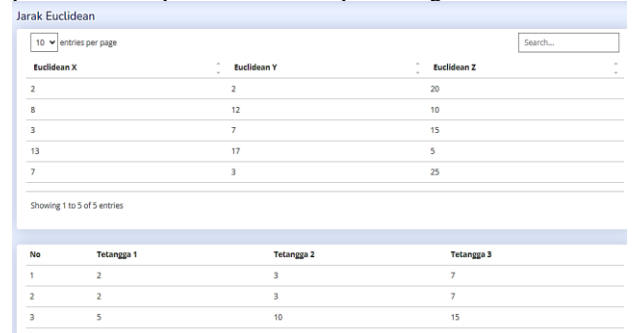 Jarak Euclidean
10 entries per page Search...
Euclidean X Euclidean Y Euclidean Z
2 2 20
8 12 10
3 7 15
13 17 5
7 3 25
Showing 1 to 5 of 5 entries
No Tetangga 1 Tetangga 2 Tetangga 3
1 2 3 7
2 2 3 7
3 5 10 15